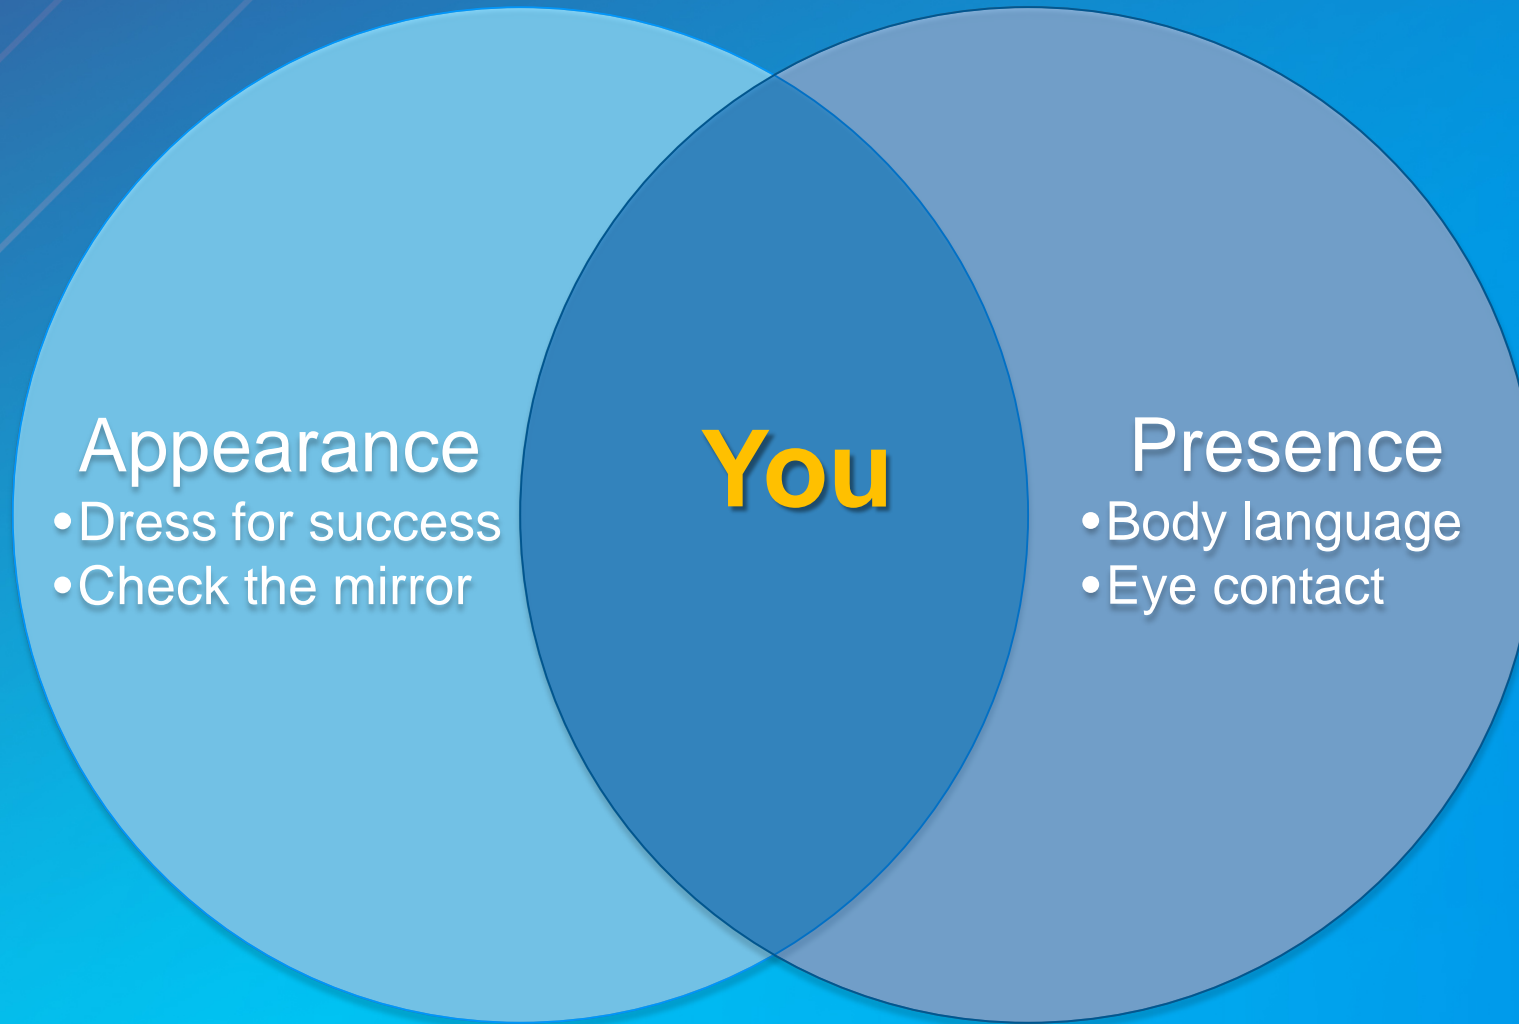 Appearance
•Dress for success
•Check the mirror
You
Presence
•Body language
•Eye contact